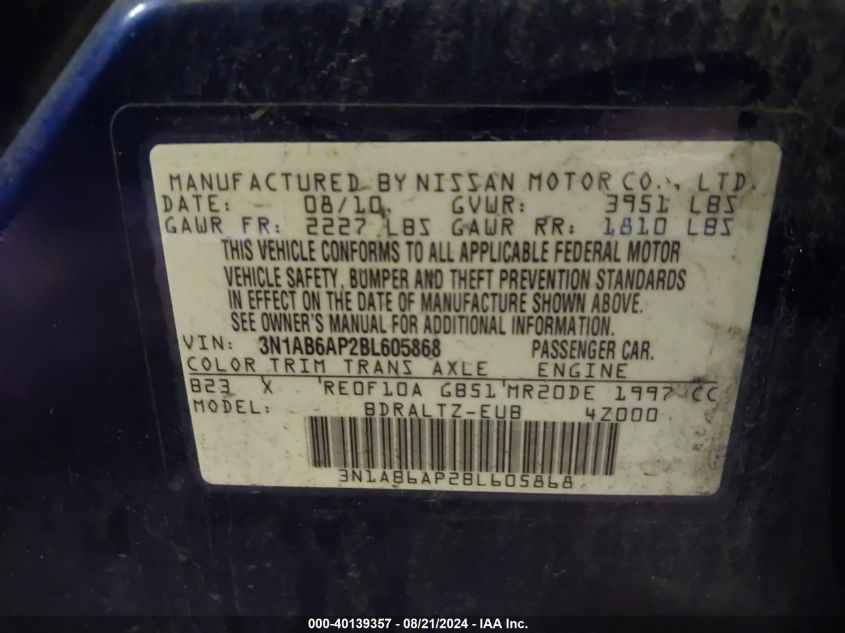 MANUFACTURED BY NISSAN MOTOR CO., LTD.
DATE: 08/10 GVWR: 3951 LBS
GAWR FR: 2227 LBS GAWR RR: 1810 LBS
THIS VEHICLE CONFORMS TO ALL APPLICABLE FEDERAL MOTOR
VEHICLE SAFETY, BUMPER AND THEFT PREVENTION STANDARDS
IN EFFECT ON THE DATE OF MANUFACTURE SHOWN ABOVE.
SEE OWNER'S MANUAL FOR ADDITIONAL INFORMATION.
VIN: 3N1AB6AP2BL605868 PASSENGER CAR.
COLOR TRIM TRANS AXLE ENGINE
B23 X RE0F10A GB51 MR20DE 1997 CC
MODEL: BDRALTZ-EUB 4Z000
3N1AB6AP2BL605868
000-40139357 - 08/21/2024 - IAA Inc.